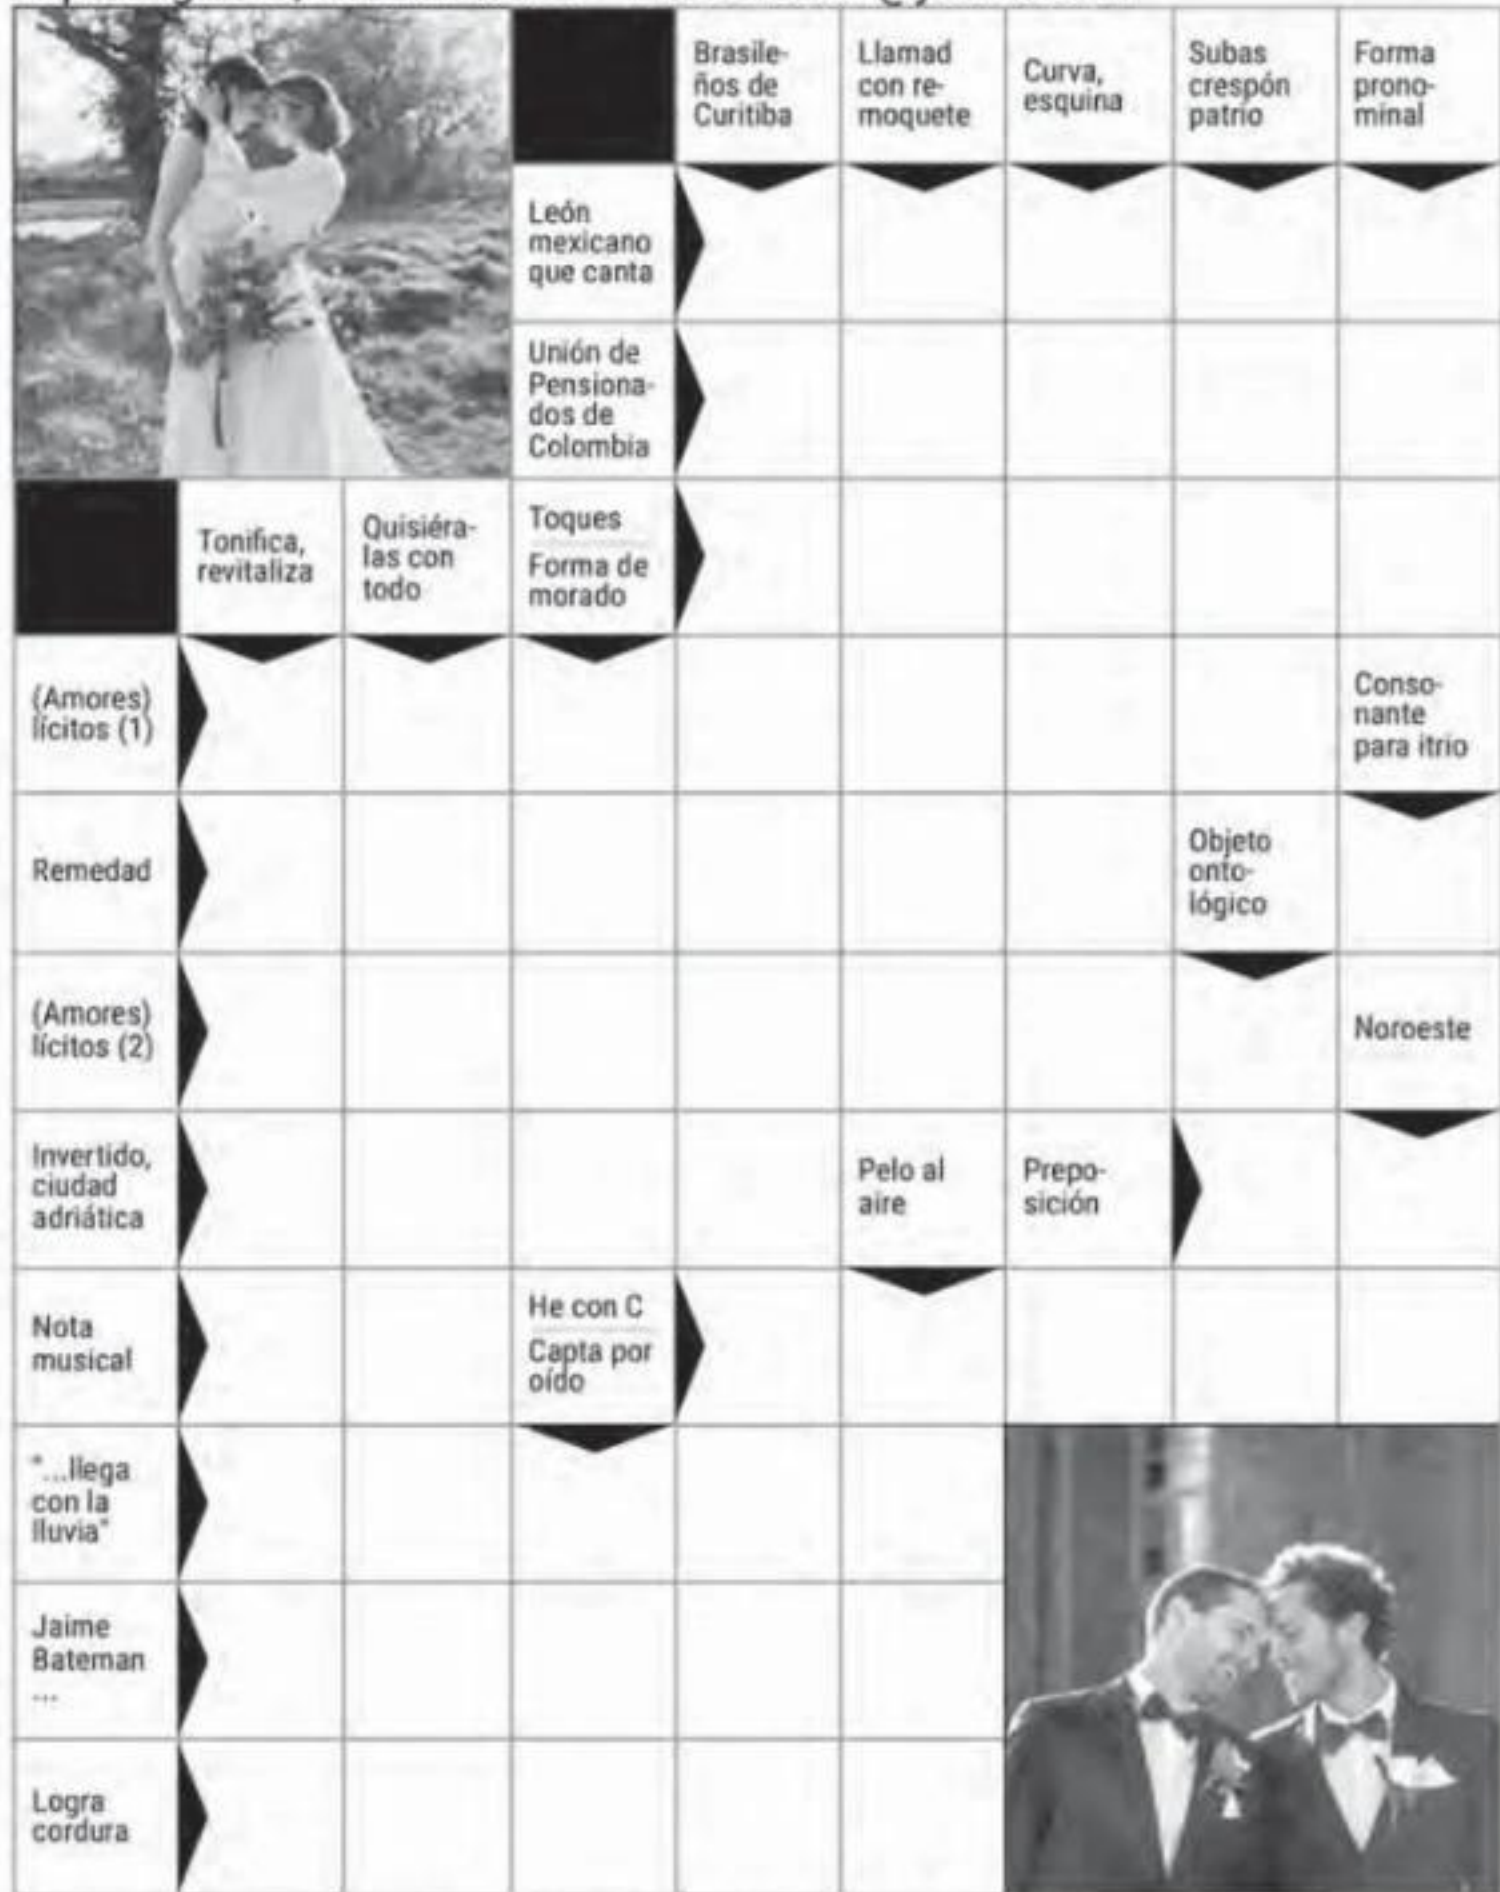 Brasile-
ños de
Curitiba
Llamad
con re-
moquete
Curva,
esquina
Subas
crespón
patrio
Forma
prono-
minal
León
mexicano
que canta
Unión de
Pensiona-
dos de
Colombia
Tonifica,
revitaliza
Quisiéra-
las con
todo
Toques
Forma de
morado
(Amores)
lícitos (1)
Conso-
nante
para itrio
Remedad
Objeto
onto-
lógico
(Amores)
lícitos (2)
Noroeste
Invertido,
ciudad
adriática
Pelo al
aire
Prepo-
sición
Nota
musical
He con C
Capta por
oído
"...llega
con la
lluvia"
Jaime
Bateman
...
Logra
cordura